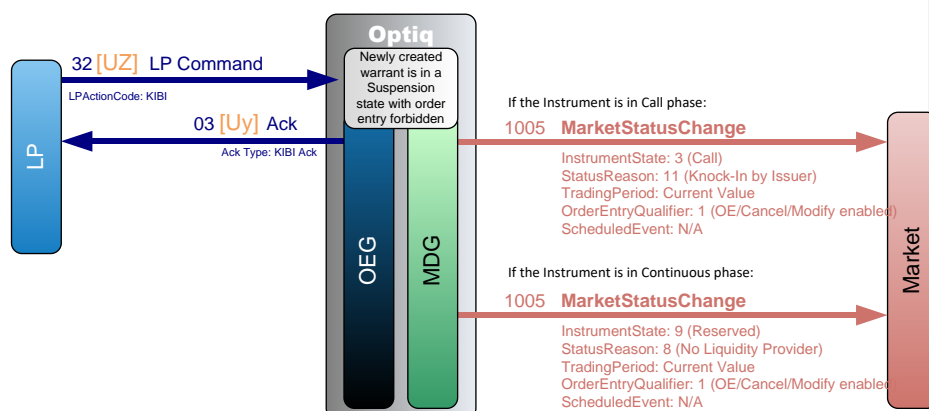 Optiq
Newly created
warrant is in a
Suspension
state with order
entry forbidden
32 [UZ] LP Command
LPActionCode: KIBI
03 [Uy] Ack
Ack Type: KIBI Ack
LP
OEG
MDG
If the Instrument is in Call phase:
1005 MarketStatusChange
InstrumentState: 3 (Call)
StatusReason: 11 (Knock-In by Issuer)
TradingPeriod: Current Value
OrderEntryQualifier: 1 (OE/Cancel/Modify enabled)
ScheduledEvent: N/A
If the Instrument is in Continuous phase:
1005 MarketStatusChange
InstrumentState: 9 (Reserved)
StatusReason: 8 (No Liquidity Provider)
TradingPeriod: Current Value
OrderEntryQualifier: 1 (OE/Cancel/Modify enabled
ScheduledEvent: N/A
Market